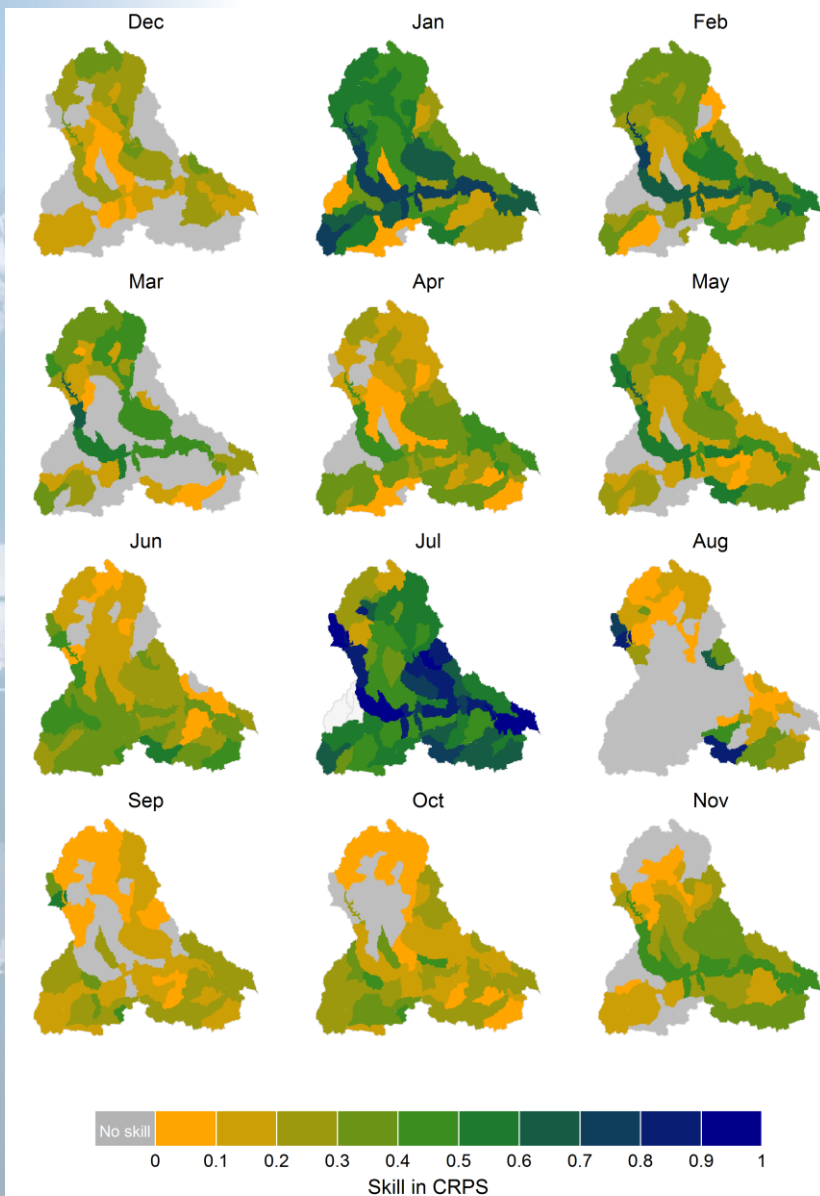 Dec Jan Feb
Mar Apr May
Jun Jul Aug
Sep Oct Nov
No skill
0 0.1 0.2 0.3 0.4 0.5 0.6 0.7 0.8 0.9 1
Skill in CRPS